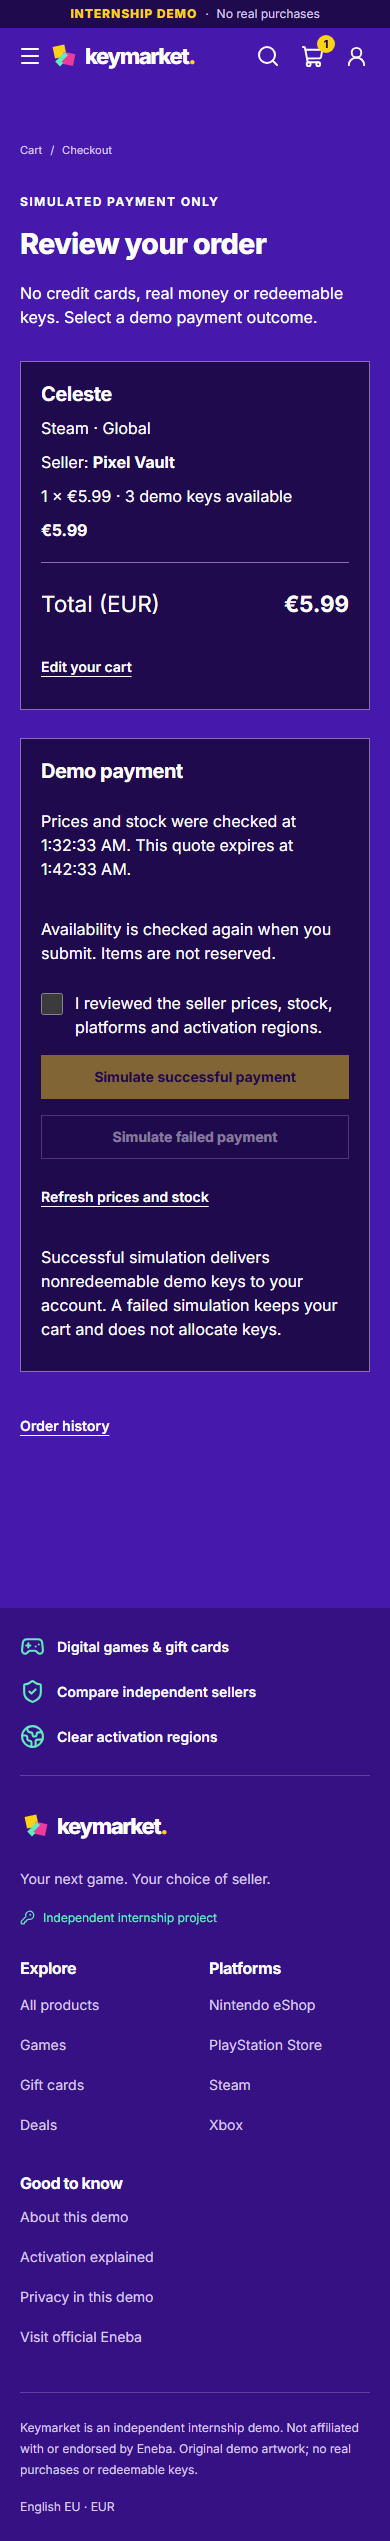 INTERNSHIP DEMO · No real purchases
keymarket.
1
Cart / Checkout
SIMULATED PAYMENT ONLY
Review your order
No credit cards, real money or redeemable
keys. Select a demo payment outcome.
Celeste
Steam · Global
Seller: Pixel Vault
1 × €5.99 · 3 demo keys available
€5.99
Total (EUR) €5.99
Edit your cart
Demo payment
Prices and stock were checked at
1:32:33 AM. This quote expires at
1:42:33 AM.
Availability is checked again when you
submit. Items are not reserved.
I reviewed the seller prices, stock,
platforms and activation regions.
Simulate successful payment
Simulate failed payment
Refresh prices and stock
Successful simulation delivers
nonredeemable demo keys to your
account. A failed simulation keeps your
cart and does not allocate keys.
Order history
Digital games & gift cards
Compare independent sellers
Clear activation regions
keymarket.
Your next game. Your choice of seller.
Independent internship project
Explore
All products
Games
Gift cards
Deals
Platforms
Nintendo eShop
PlayStation Store
Steam
Xbox
Good to know
About this demo
Activation explained
Privacy in this demo
Visit official Eneba
Keymarket is an independent internship demo. Not affiliated
with or endorsed by Eneba. Original demo artwork; no real
purchases or redeemable keys.
English EU · EUR